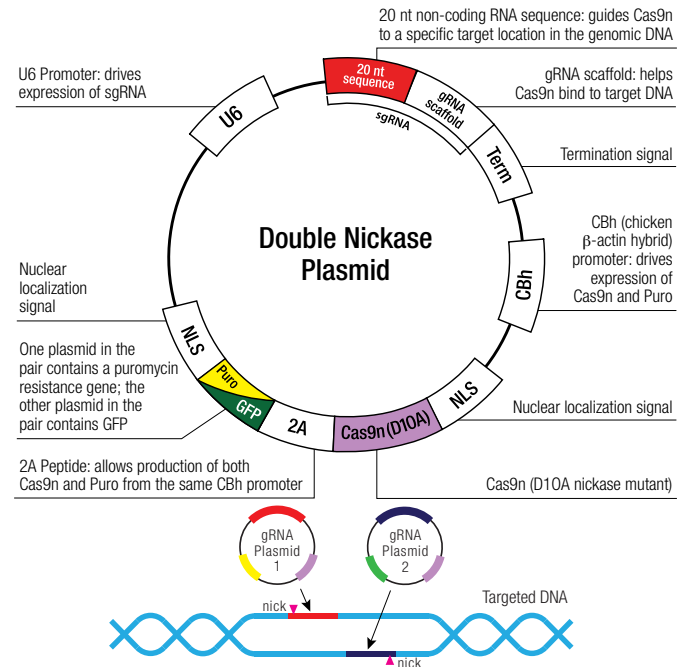 20 nt non-coding RNA sequence: guides Cas9n
to a specific target location in the genomic DNA
U6 Promoter: drives
expression of sgRNA
gRNA scaffold: helps
Cas9n bind to target DNA
20 nt
sequence
gRNA
scaffold
sgRNA
U6
Term
Termination signal
Double Nickase
Plasmid
CBh (chicken
β-actin hybrid)
promoter: drives
expression of
Cas9n and Puro
CBh
Nuclear
localization
signal
NLS
One plasmid in the
pair contains a puromycin
resistance gene; the
other plasmid in the
pair contains GFP
Puro
GFP
2A
Cas9n (D10A)
NLS
Nuclear localization signal
2A Peptide: allows production of both
Cas9n and Puro from the same CBh promoter
Cas9n (D10A nickase mutant)
gRNA
Plasmid
1
gRNA
Plasmid
2
Targeted DNA
nick
nick